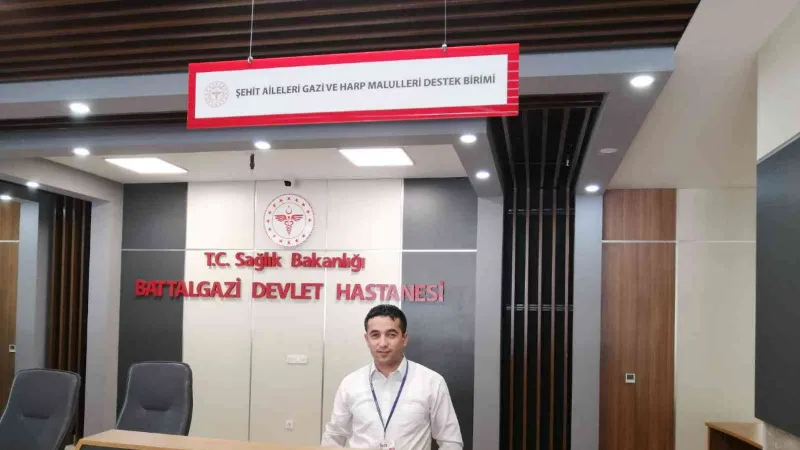 ŞEHİT AİLELERİ GAZİ VE HARP MALULLERİ DESTEK BİRİMİ
T.C. Sağlık Bakanlığı
BATTALGAZİ DEVLET HASTANESİ